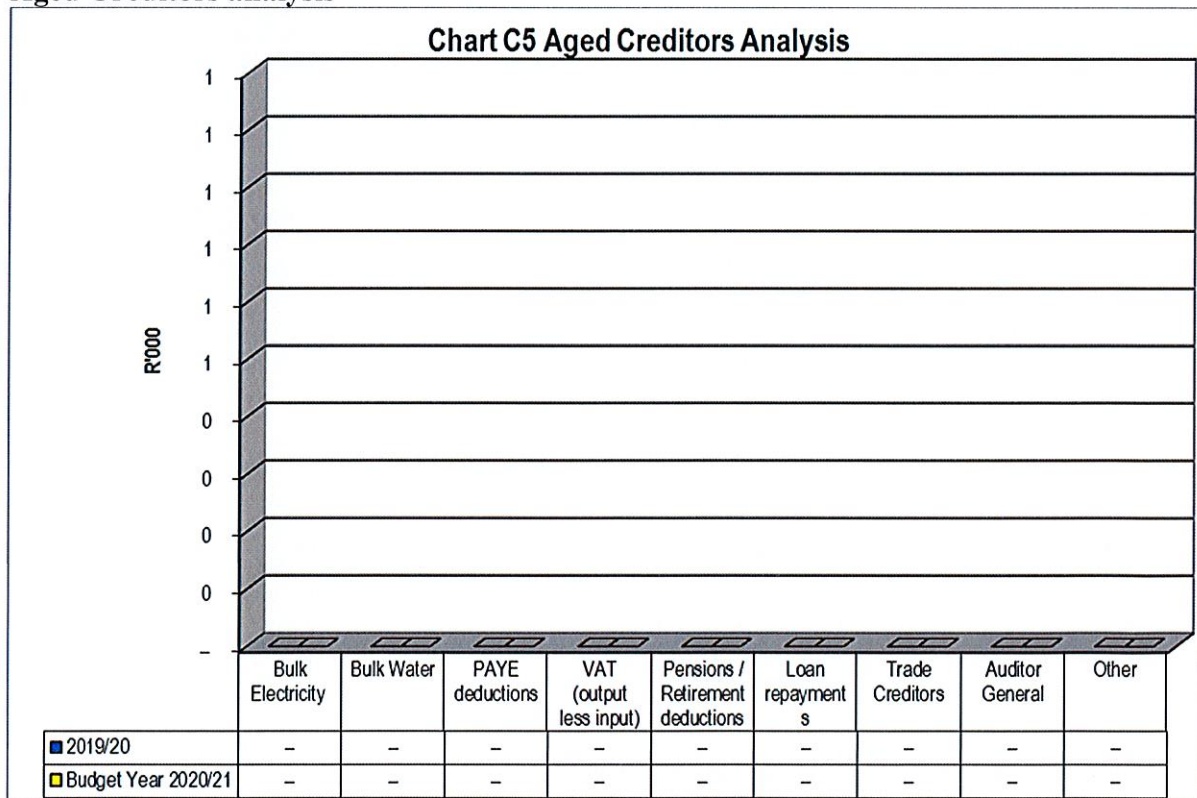 Aged Creditors analysis
Chart C5 Aged Creditors Analysis
R'000
1
1
1
1
1
1
0
0
0
0
–
Bulk Electricity
Bulk Water
PAYE deductions
VAT (output less input)
Pensions / Retirement deductions
Loan repayment s
Trade Creditors
Auditor General
Other
2019/20 – – – – – – – – –
Budget Year 2020/21 – – – – – – – – –